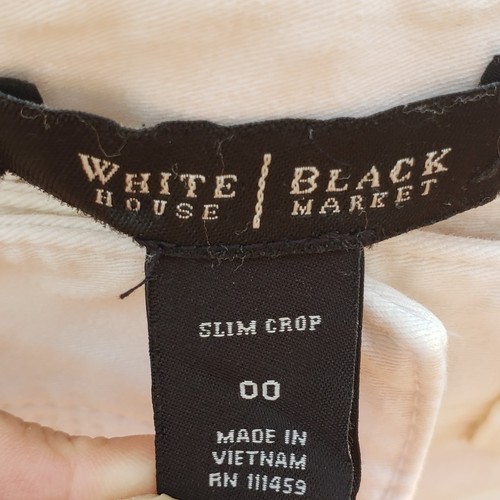 WHITE | BLACK
HOUSE MARKET
SLIM CROP
00
MADE IN
VIETNAM
RN 111459